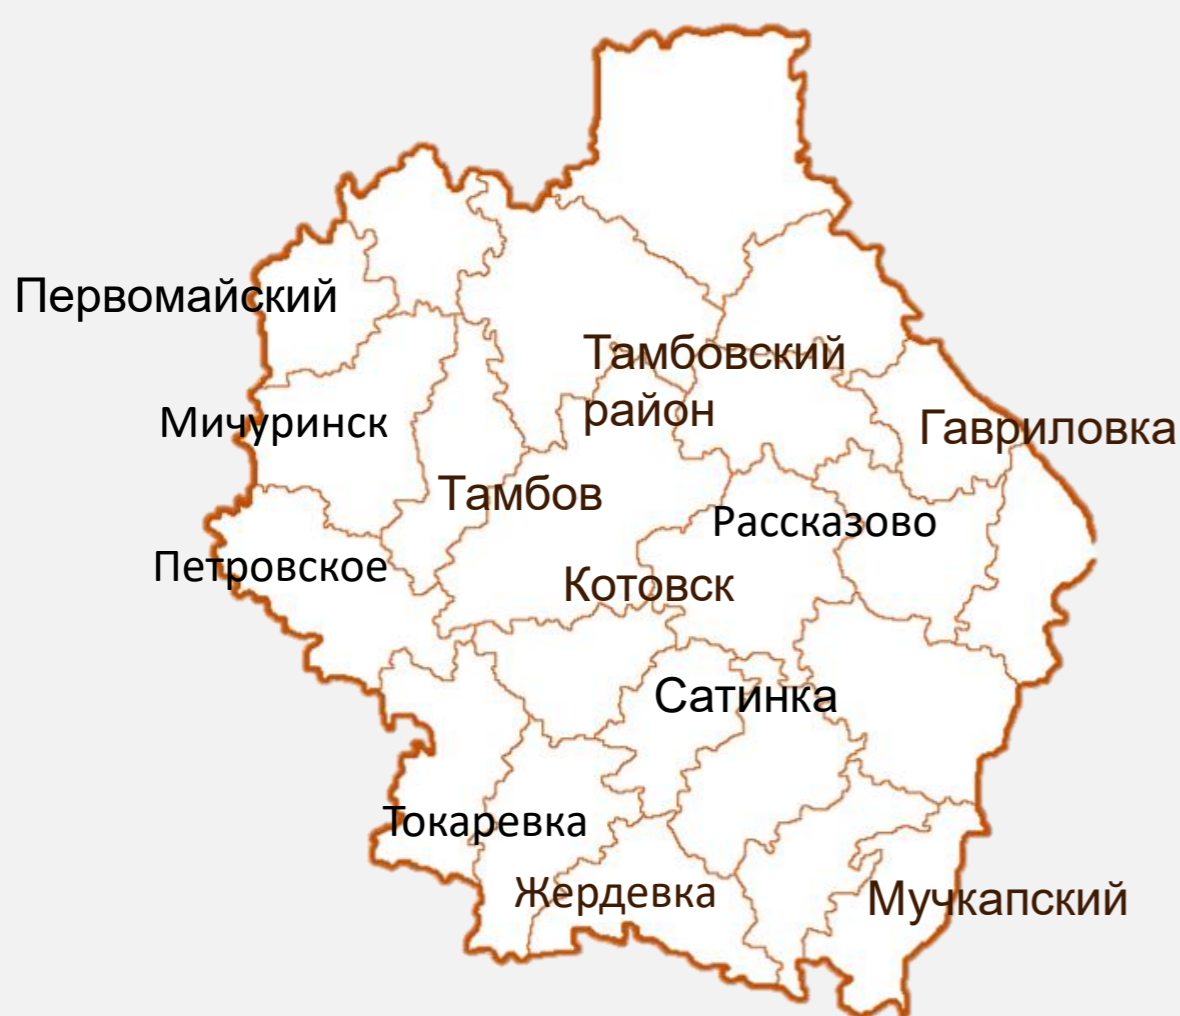 Первомайский
Тамбовский
район
Мичуринск
Гавриловка
Тамбов
Рассказово
Петровское
Котовск
Сатинка
Токаревка
Жердевка
Мучкапский